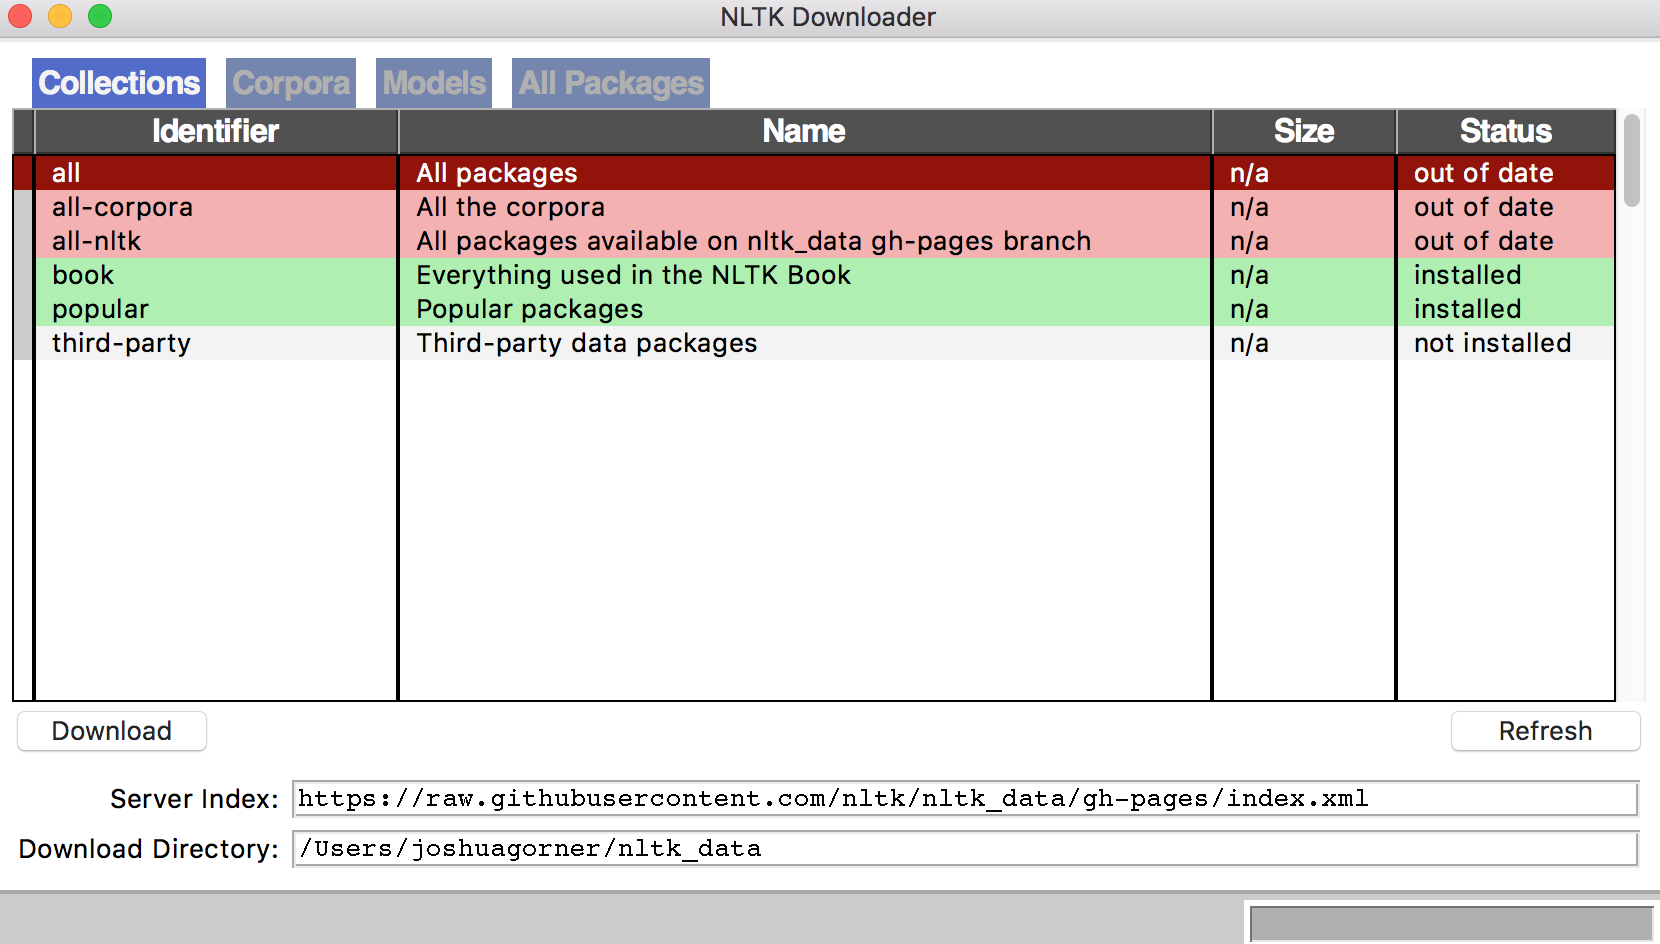 NLTK Downloader
Collections Corpora Models All Packages
Identifier Name Size Status
all All packages n/a out of date
all-corpora All the corpora n/a out of date
all-nltk All packages available on nltk_data gh-pages branch n/a out of date
book Everything used in the NLTK Book n/a installed
popular Popular packages n/a installed
third-party Third-party data packages n/a not installed
Download Refresh
Server Index: https://raw.githubusercontent.com/nltk/nltk_data/gh-pages/index.xml
Download Directory: /Users/joshuagorner/nltk_data